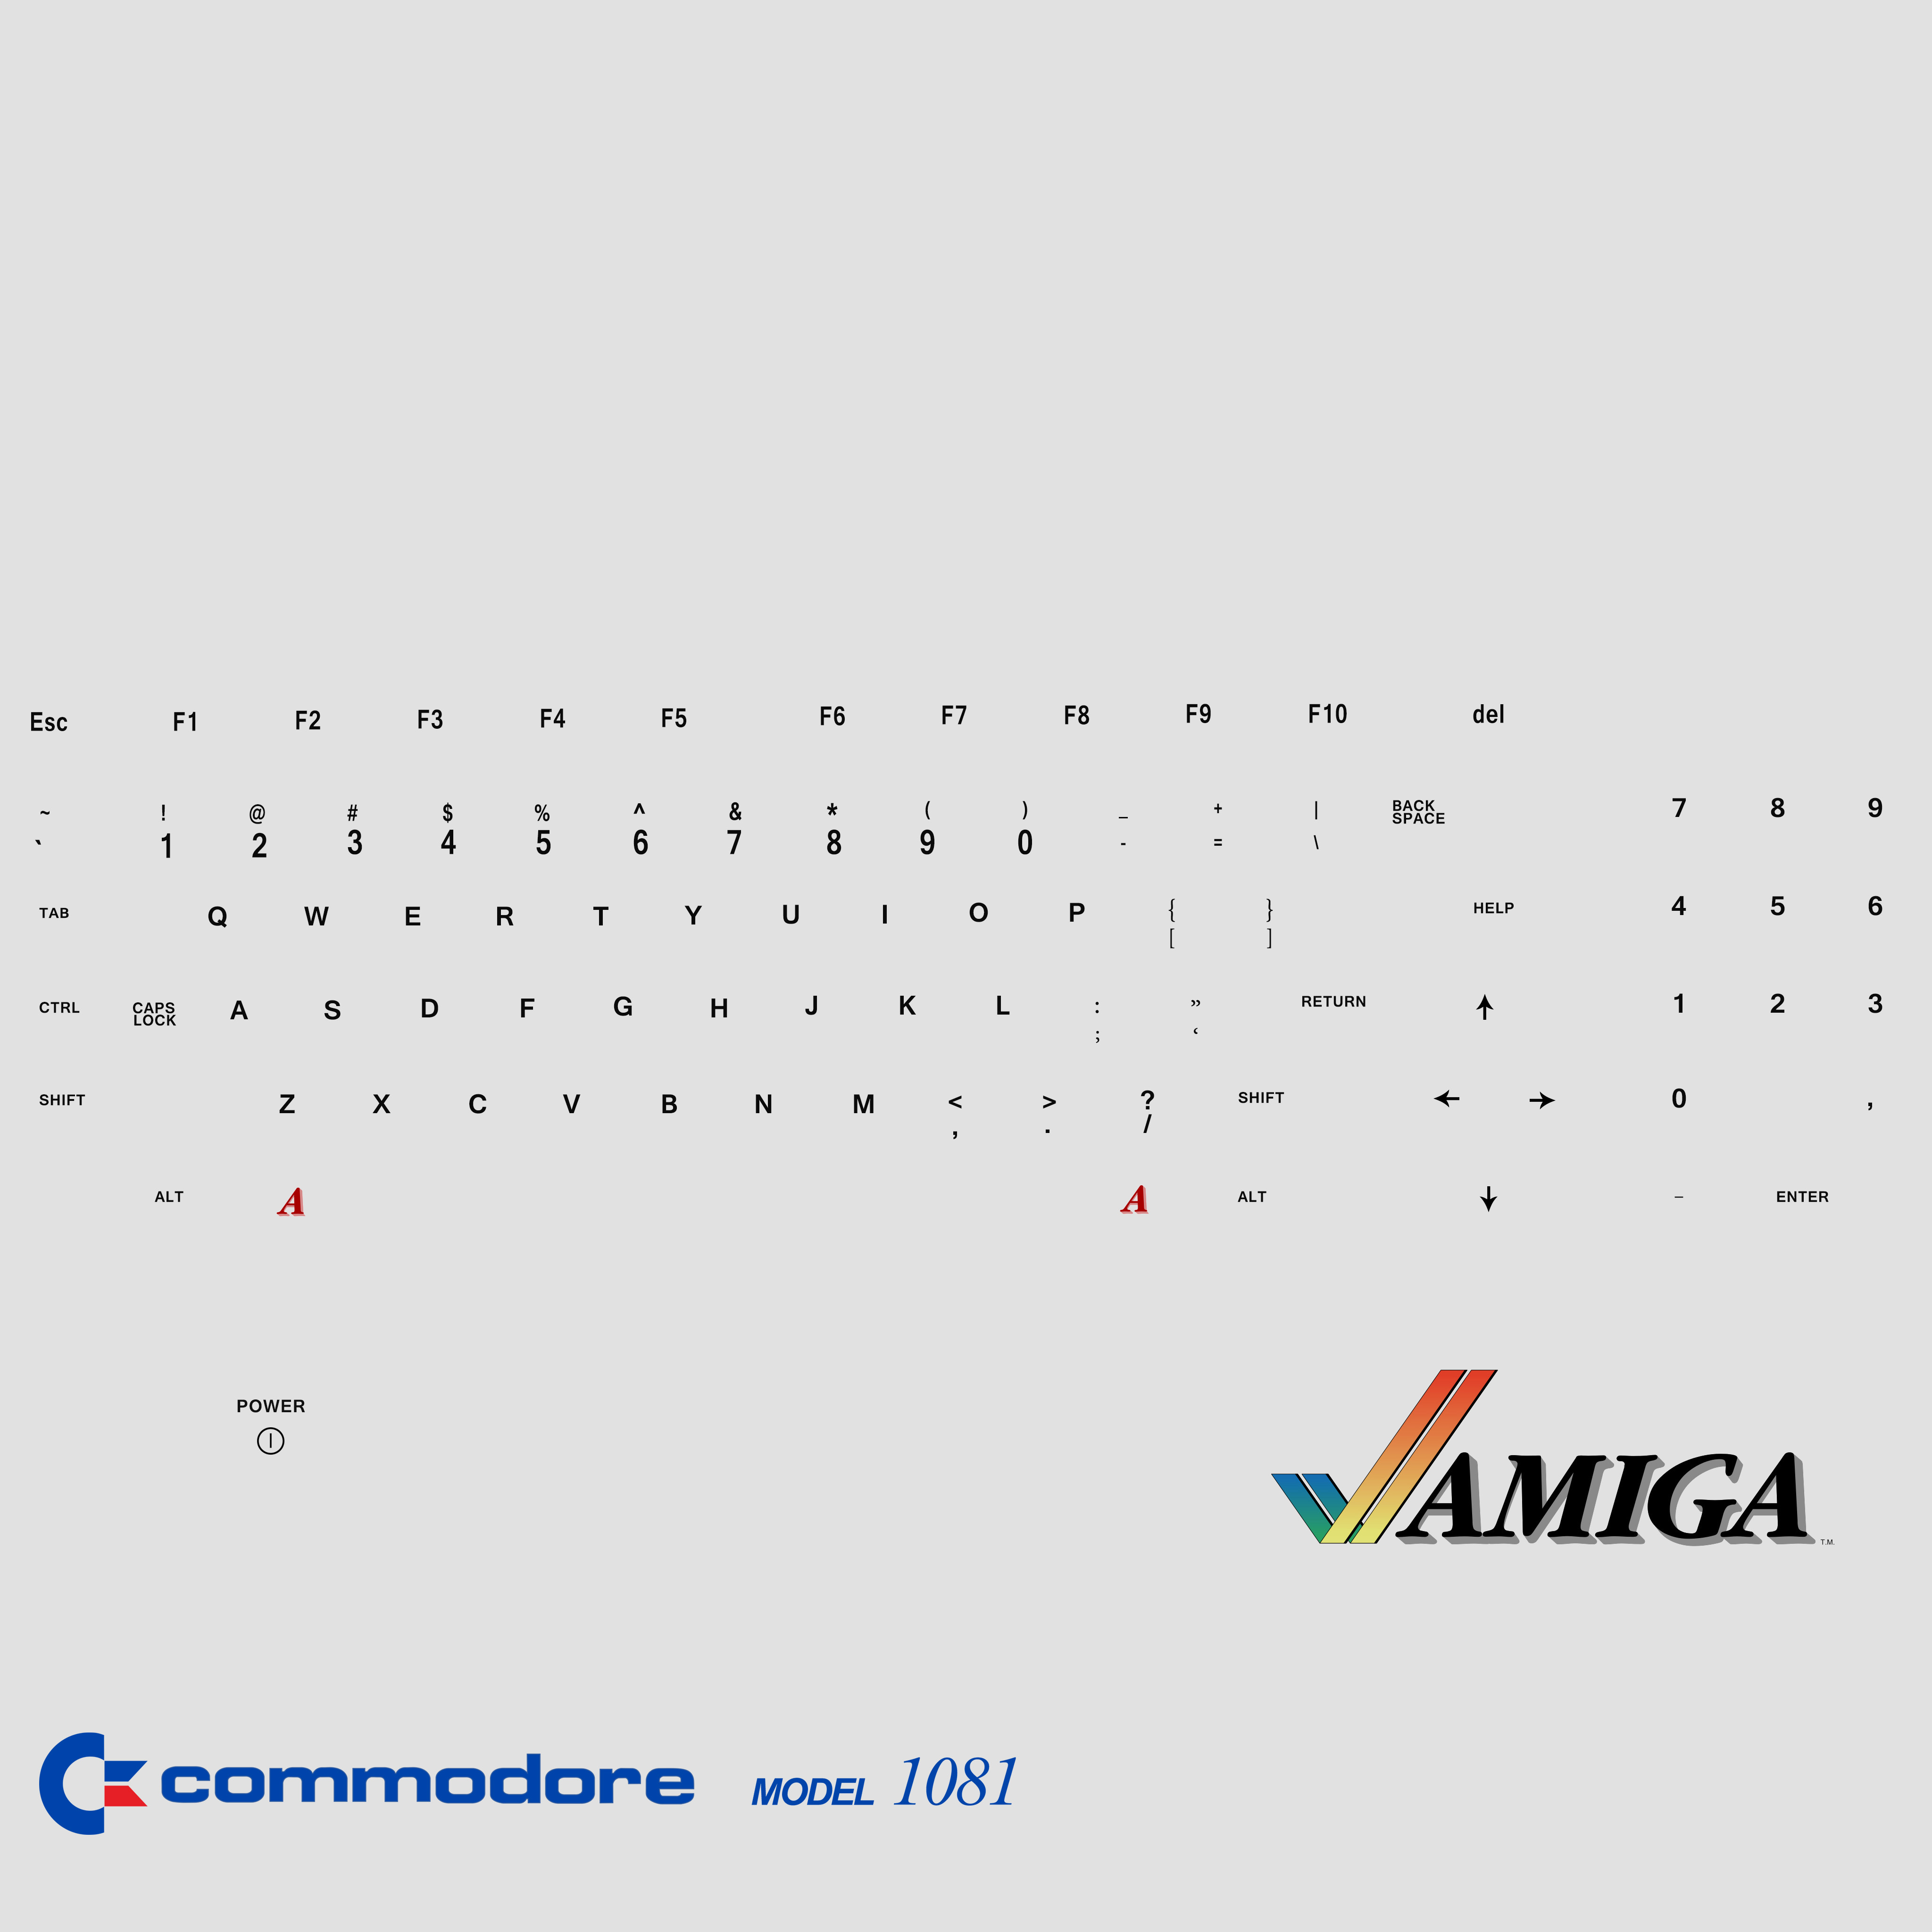 Esc F1 F2 F3 F4 F5 F6 F7 F8 F9 F10 del
~ ! @ # $ % ^ & * ( ) _ + | BACK SPACE 7 8 9
` 1 2 3 4 5 6 7 8 9 0 - = \
TAB Q W E R T Y U I O P { } HELP 4 5 6
[ ]
CTRL CAPS LOCK A S D F G H J K L : ” RETURN ↑ 1 2 3
; ‘
SHIFT Z X C V B N M < > ? SHIFT ← → 0 ,
, . /
ALT A A ALT ↓ – ENTER
POWER
AMIGA T.M.
commodore MODEL 1081